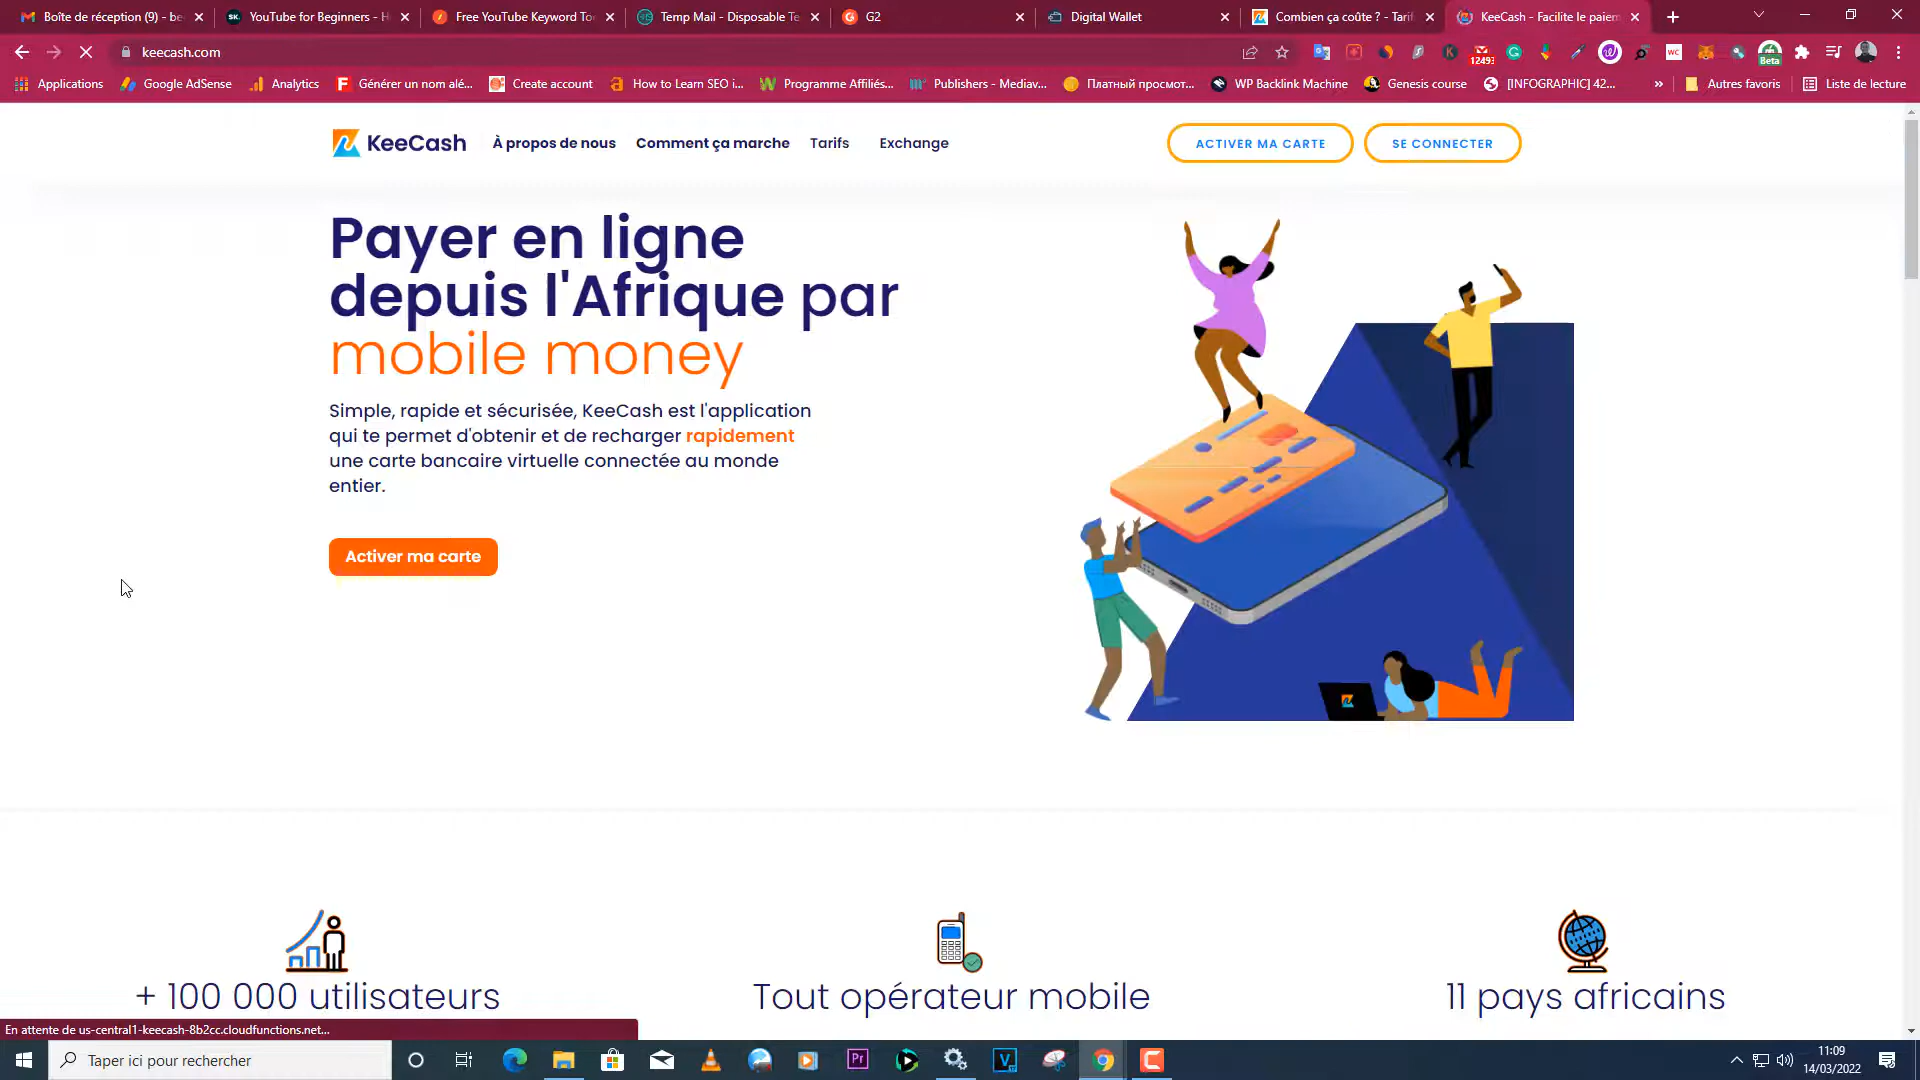 Boîte de réception (9) - be
YouTube for Beginners - H
Free YouTube Keyword To
Temp Mail - Disposable Te
G2
Digital Wallet
Combien ça coûte ? - Tarif
KeeCash - Facilite le paiem
keecash.com
12493
WC
Beta
Applications
Google AdSense
Analytics
Générer un nom alé...
Create account
How to Learn SEO i...
Programme Affiliés...
Publishers - Mediav...
Платный просмот...
WP Backlink Machine
Genesis course
[INFOGRAPHIC] 42...
»
Autres favoris
Liste de lecture
KeeCash
À propos de nous
Comment ça marche
Tarifs
Exchange
ACTIVER MA CARTE
SE CONNECTER
Payer en ligne
depuis l'Afrique par
mobile money
Simple, rapide et sécurisée, KeeCash est l'application
qui te permet d'obtenir et de recharger rapidement
une carte bancaire virtuelle connectée au monde
entier.
Activer ma carte
+ 100 000 utilisateurs
Tout opérateur mobile
11 pays africains
En attente de us-central1-keecash-8b2cc.cloudfunctions.net...
Taper ici pour rechercher
Pr
V
11:09
14/03/2022